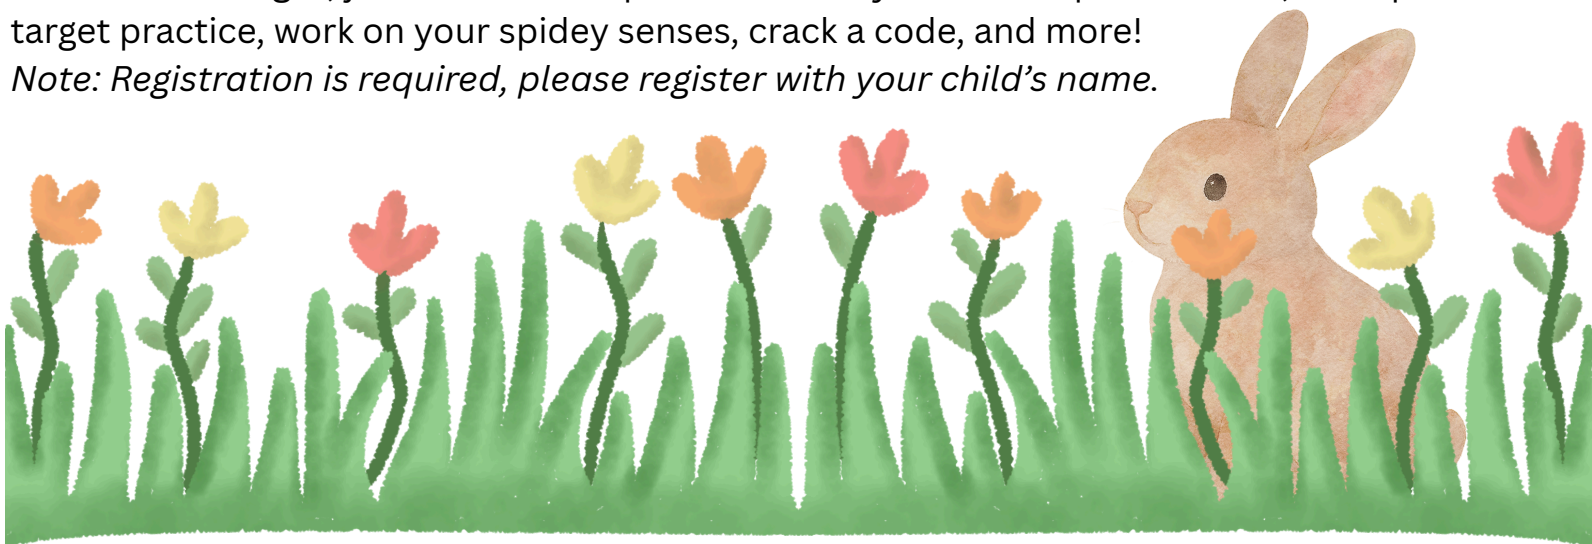 target practice, work on your spidey senses, crack a code, and more!
Note: Registration is required, please register with your child’s name.